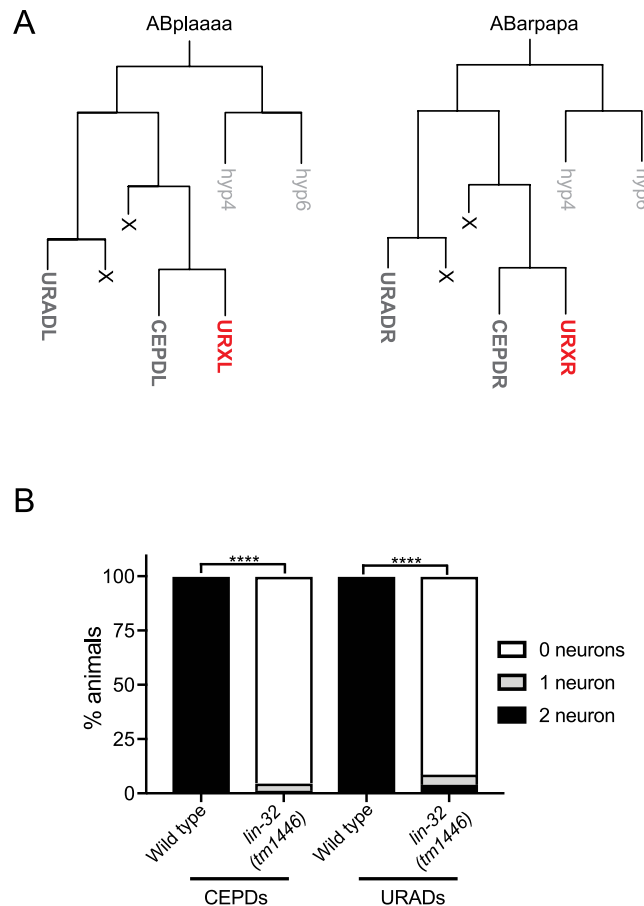 A
ABplaaaa
ABarpapa
hyp4
hyp6
hyp4
hyp6
X
X
X
X
URADL
CEPDL
URXL
URADR
CEPDR
URXR
B
****
****
100
75
50
25
0
% animals
0 neurons
1 neuron
2 neuron
Wild type
lin-32
(tm1446)
Wild type
lin-32
(tm1446)
CEPDs
URADs